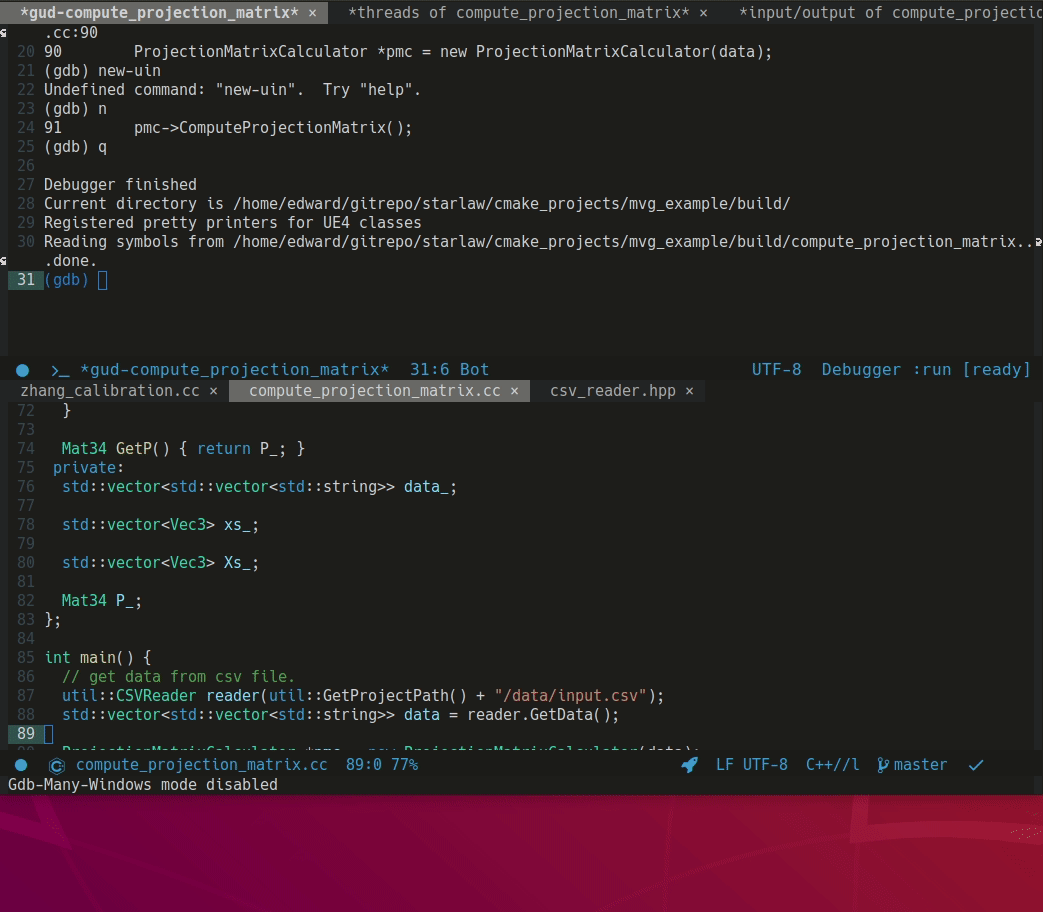 *gud-compute_projection_matrix* × *threads of compute_projection_matrix* × *input/output of compute_projectic
.cc:90
20 90        ProjectionMatrixCalculator *pmc = new ProjectionMatrixCalculator(data);
21 (gdb) new-uin
22 Undefined command: "new-uin".  Try "help".
23 (gdb) n
24 91        pmc->ComputeProjectionMatrix();
25 (gdb) q
26
27 Debugger finished
28 Current directory is /home/edward/gitrepo/starlaw/cmake_projects/mvg_example/build/
29 Registered pretty printers for UE4 classes
30 Reading symbols from /home/edward/gitrepo/starlaw/cmake_projects/mvg_example/build/compute_projection_matrix..
.done.
31 (gdb)
>_ *gud-compute_projection_matrix* 31:6 Bot UTF-8 Debugger :run [ready]
zhang_calibration.cc × compute_projection_matrix.cc × csv_reader.hpp ×
72   }
73
74   Mat34 GetP() { return P_; }
75  private:
76   std::vector<std::vector<std::string>> data_;
77
78   std::vector<Vec3> xs_;
79
80   std::vector<Vec3> Xs_;
81
82   Mat34 P_;
83 };
84
85 int main() {
86   // get data from csv file.
87   util::CSVReader reader(util::GetProjectPath() + "/data/input.csv");
88   std::vector<std::vector<std::string>> data = reader.GetData();
89
90   ProjectionMatrixCalculator *pmc = new ProjectionMatrixCalculator(data);
C compute_projection_matrix.cc 89:0 77% LF UTF-8 C++//l master ✓
Gdb-Many-Windows mode disabled